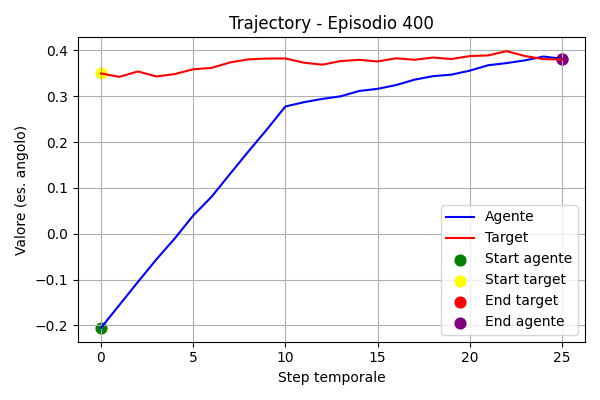 Trajectory - Episodio 400
Valore (es. angolo)
0.4
0.3
0.2
0.1
0.0
−0.1
−0.2
0
5
10
15
20
25
Step temporale
Agente
Target
Start agente
Start target
End target
End agente